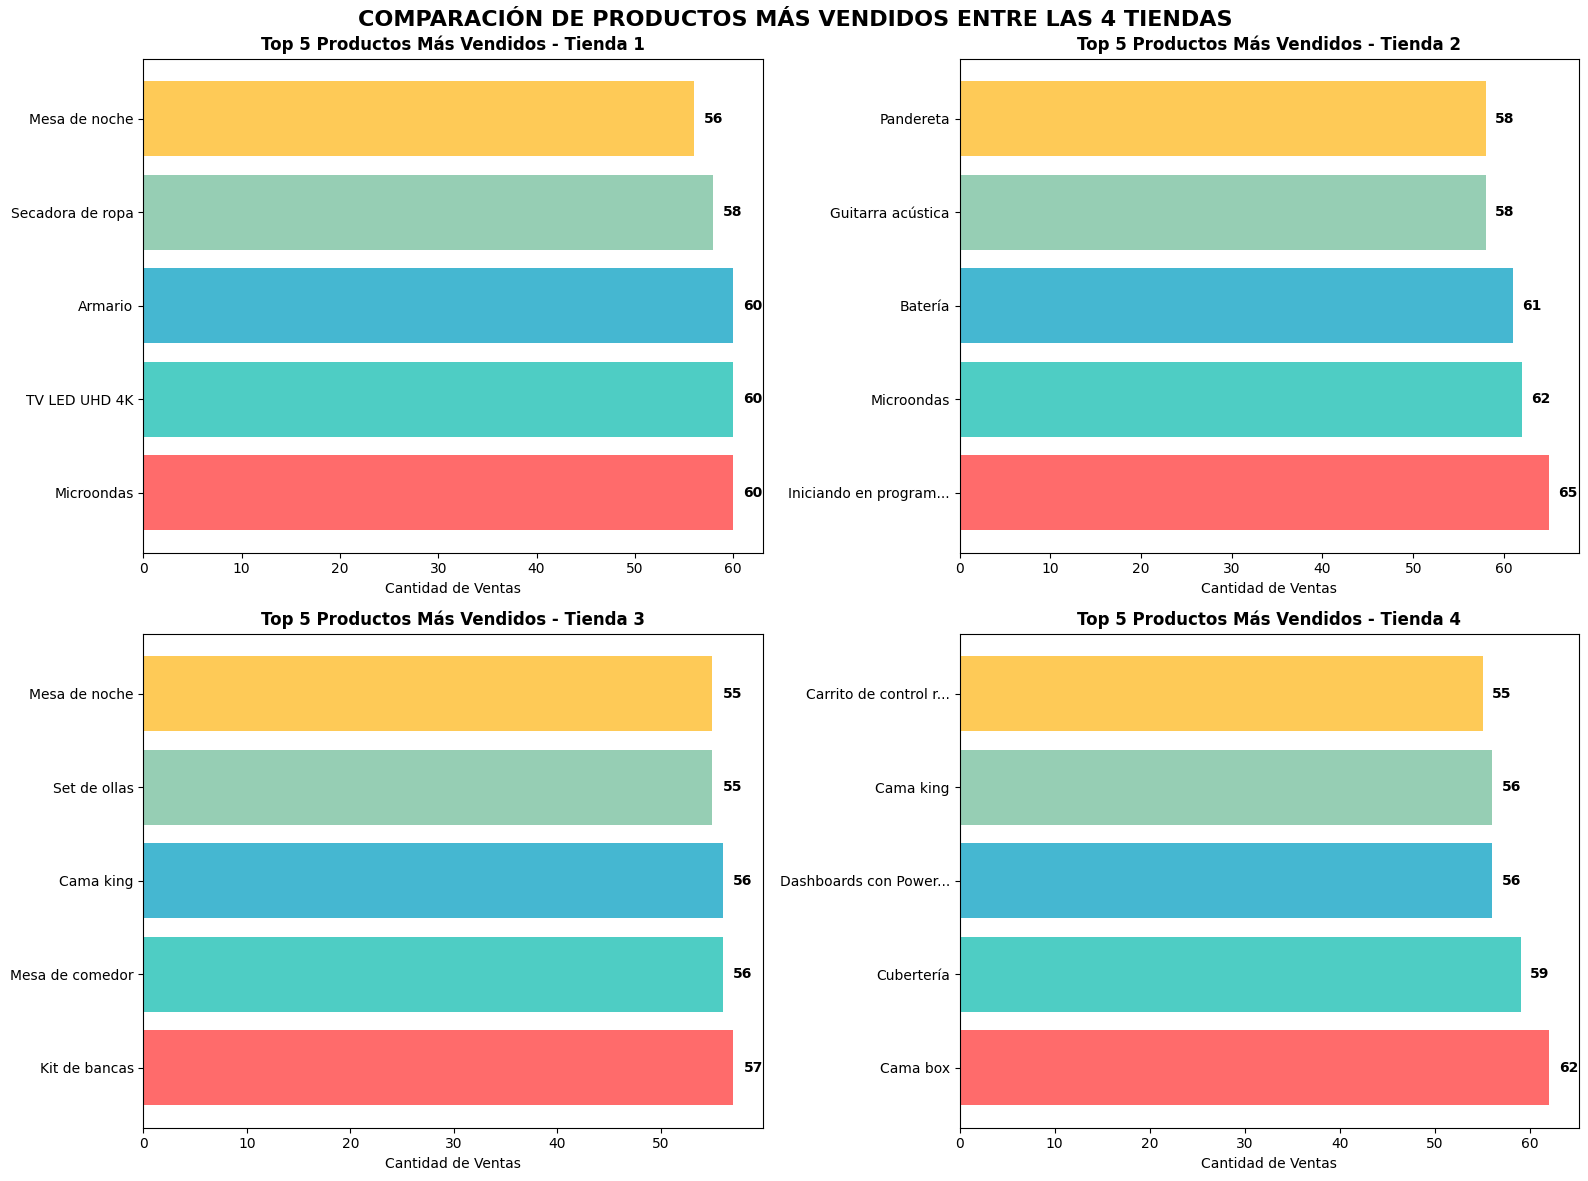 COMPARACIÓN DE PRODUCTOS MÁS VENDIDOS ENTRE LAS 4 TIENDAS
Top 5 Productos Más Vendidos - Tienda 1
Mesa de noche 56
Secadora de ropa 58
Armario 60
TV LED UHD 4K 60
Microondas 60
0 10 20 30 40 50 60
Cantidad de Ventas
Top 5 Productos Más Vendidos - Tienda 2
Pandereta 58
Guitarra acústica 58
Batería 61
Microondas 62
Iniciando en program... 65
0 10 20 30 40 50 60
Cantidad de Ventas
Top 5 Productos Más Vendidos - Tienda 3
Mesa de noche 55
Set de ollas 55
Cama king 56
Mesa de comedor 56
Kit de bancas 57
0 10 20 30 40 50
Cantidad de Ventas
Top 5 Productos Más Vendidos - Tienda 4
Carrito de control r... 55
Cama king 56
Dashboards con Power... 56
Cubertería 59
Cama box 62
0 10 20 30 40 50 60
Cantidad de Ventas